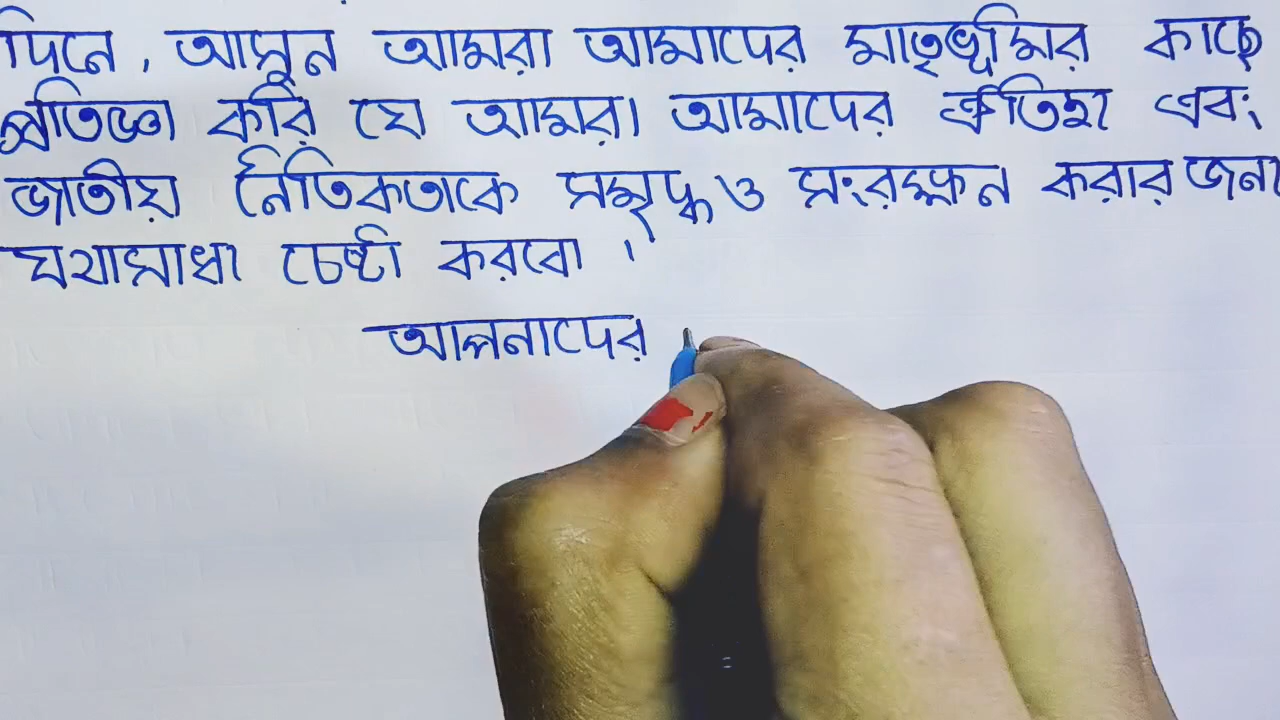 দিনে, আসুন আমরা আমাদের মাতৃভূমির কাছে
প্রতিজ্ঞা করি যে আমরা আমাদের ঐতিহ্য এবং
জাতীয় নৈতিকতাকে সমৃদ্ধ ও সংরক্ষন করার জন্য
যথাসাধ্য চেষ্টা করবো ।
আপনাদের